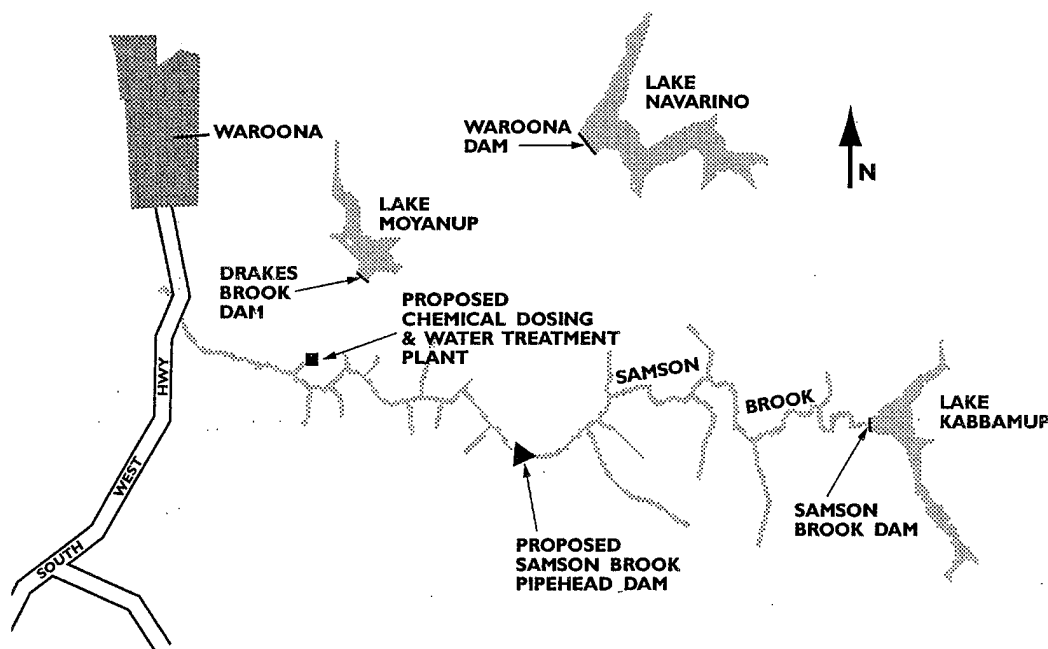 LAKE
NAVARINO
WAROONA
WAROONA
DAM
N
LAKE
MOYANUP
DRAKES
BROOK
DAM
PROPOSED
CHEMICAL DOSING
& WATER TREATMENT
PLANT
SAMSON
BROOK
LAKE
KABBAMUP
HWY
WEST
SOUTH
SAMSON
BROOK DAM
PROPOSED
SAMSON BROOK
PIPEHEAD DAM